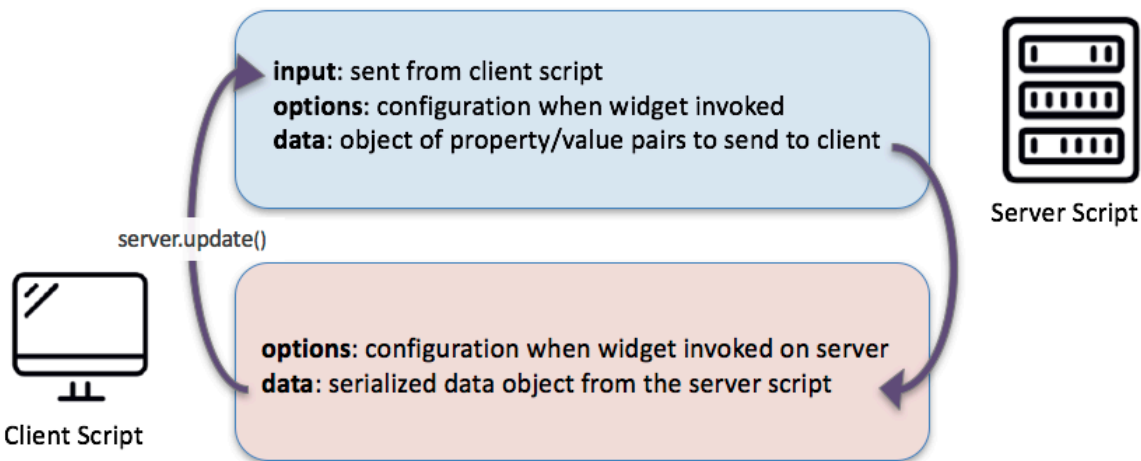 input: sent from client script
options: configuration when widget invoked
data: object of property/value pairs to send to client
Server Script
server.update()
options: configuration when widget invoked on server
data: serialized data object from the server script
Client Script